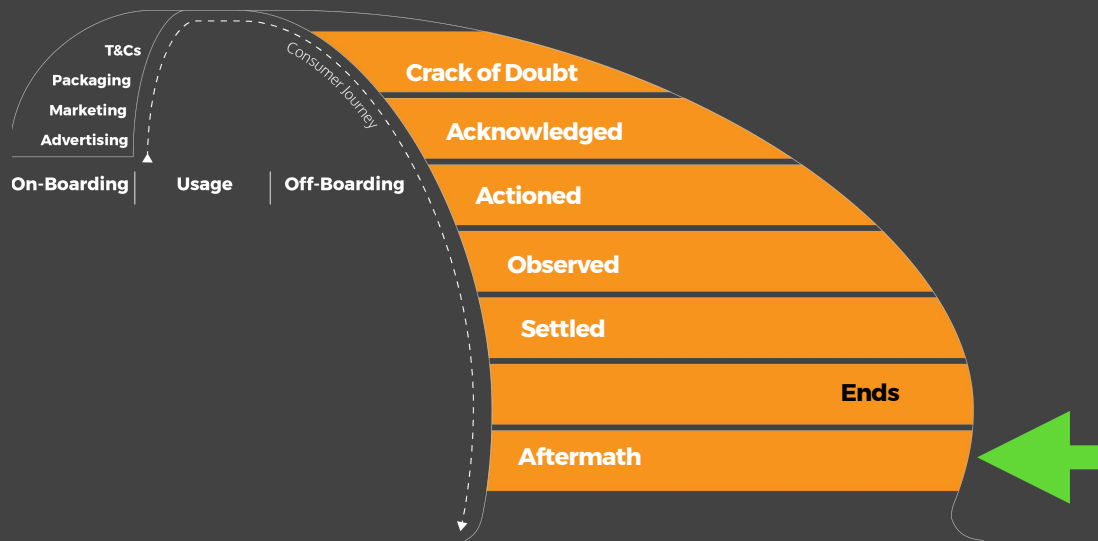 T&Cs
Packaging
Marketing
Advertising
On-Boarding
Usage
Off-Boarding
Consumer Journey
Crack of Doubt
Acknowledged
Actioned
Observed
Settled
Ends
Aftermath